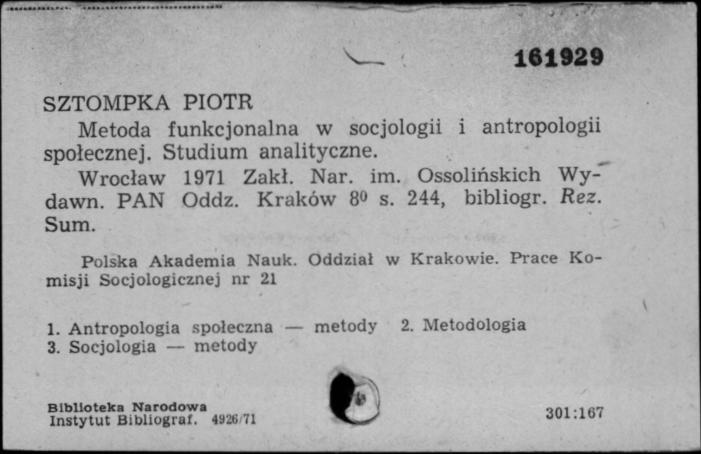 161929
SZTOMPKA PIOTR
Metoda funkcjonalna w socjologii i antropologii
społecznej. Studium analityczne.
Wrocław 1971 Zakł. Nar. im. Ossolińskich Wy-
dawn. PAN Oddz. Kraków 8⁰ s. 244, bibliogr. Rez.
Sum.
Polska Akademia Nauk. Oddział w Krakowie. Prace Ko-
misji Socjologicznej nr 21
1. Antropologia społeczna — metody 2. Metodologia
3. Socjologia — metody
Biblioteka Narodowa
Instytut Bibliograf. 4926/71
301:167